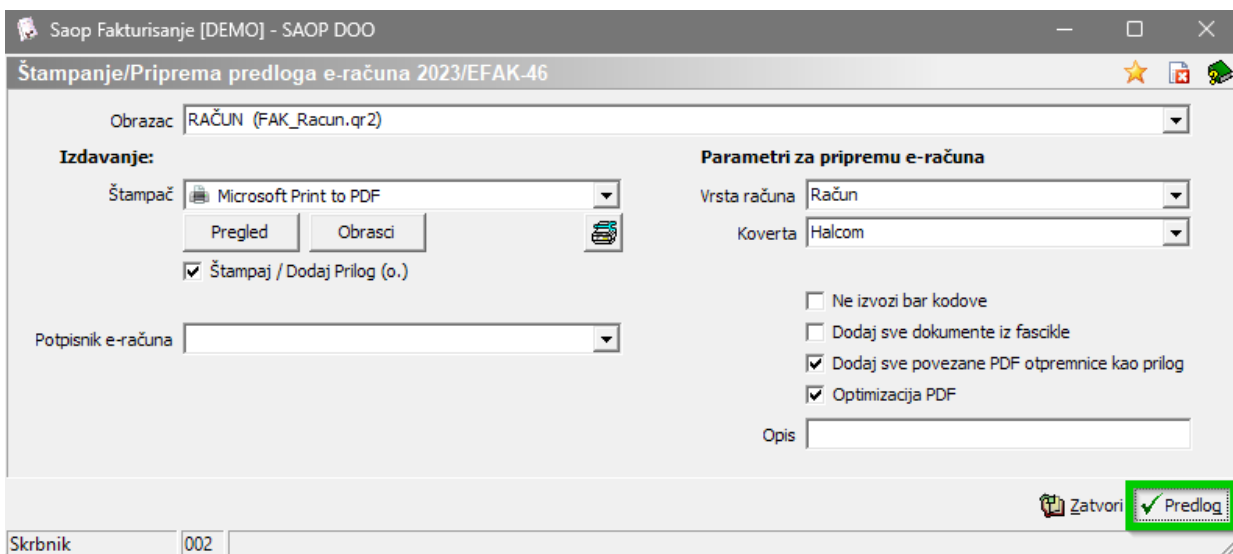 Saop Fakturisanje [DEMO] - SAOP DOO
Štampanje/Priprema predloga e-računa 2023/EFAK-46
Obrazac RAČUN (FAK_Racun.qr2)
Izdavanje:
Štampač Microsoft Print to PDF
Pregled Obrasci
Štampaj / Dodaj Prilog (o.)
Potpisnik e-računa
Parametri za pripremu e-računa
Vrsta računa Račun
Koverta Halcom
Ne izvozi bar kodove
Dodaj sve dokumente iz fascikle
Dodaj sve povezane PDF otpremnice kao prilog
Optimizacija PDF
Opis
Zatvori Predlog
Skrbnik 002